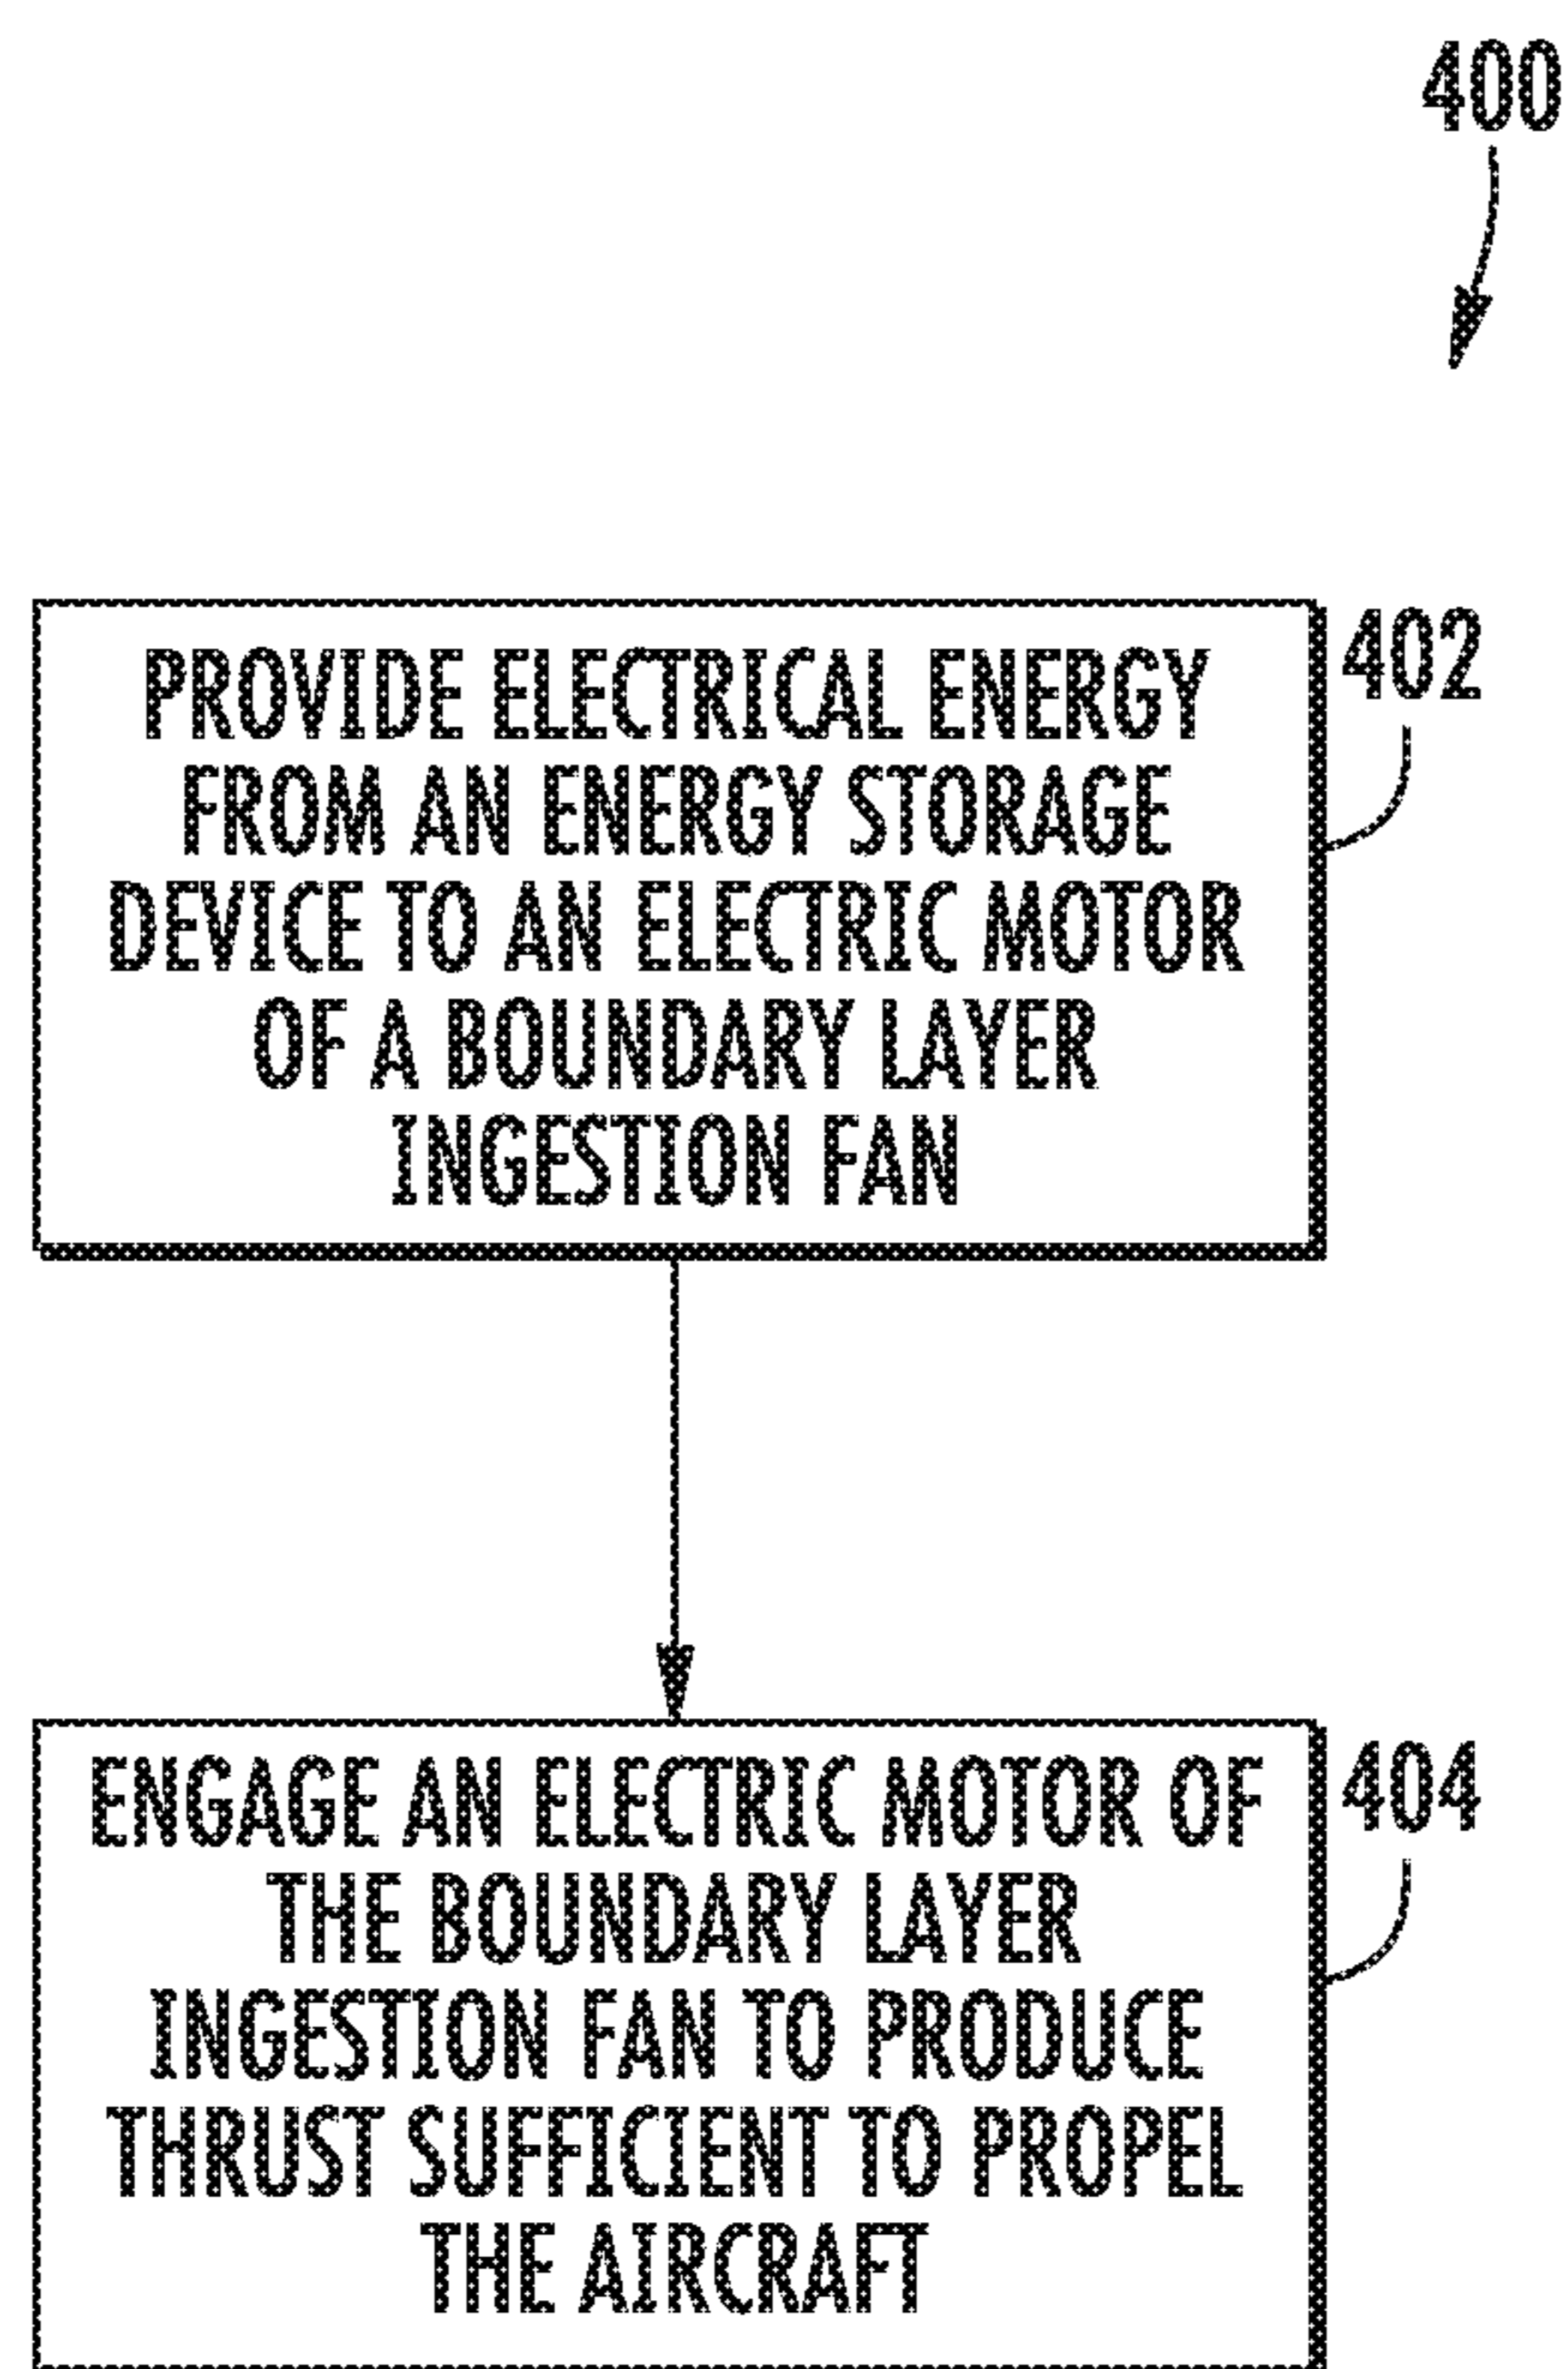 400
PROVIDE ELECTRICAL ENERGY
FROM AN ENERGY STORAGE
DEVICE TO AN ELECTRIC MOTOR
OF A BOUNDARY LAYER
INGESTION FAN
402
ENGAGE AN ELECTRIC MOTOR OF
THE BOUNDARY LAYER
INGESTION FAN TO PRODUCE
THRUST SUFFICIENT TO PROPEL
THE AIRCRAFT
404